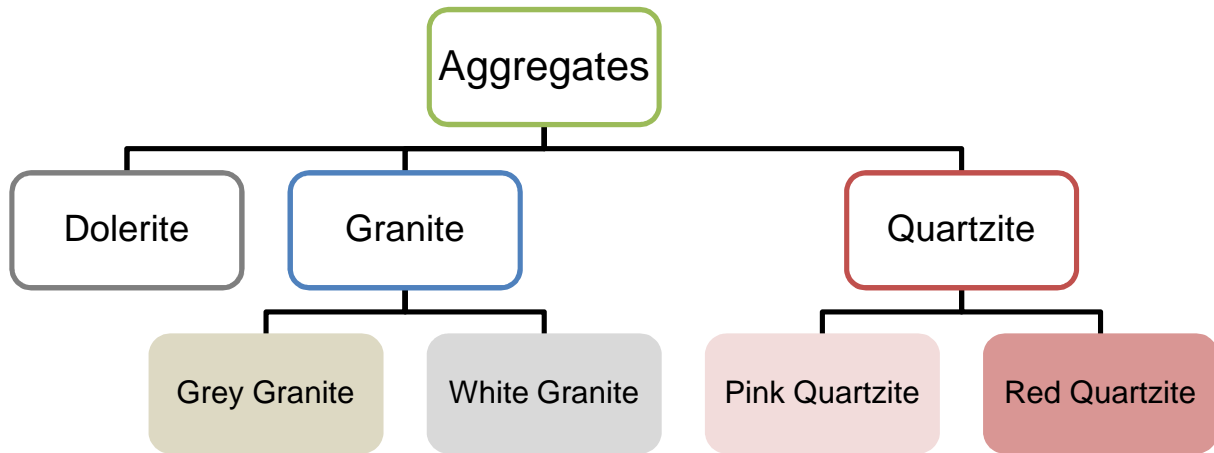 Aggregates
Dolerite
Granite
Quartzite
Grey Granite
White Granite
Pink Quartzite
Red Quartzite